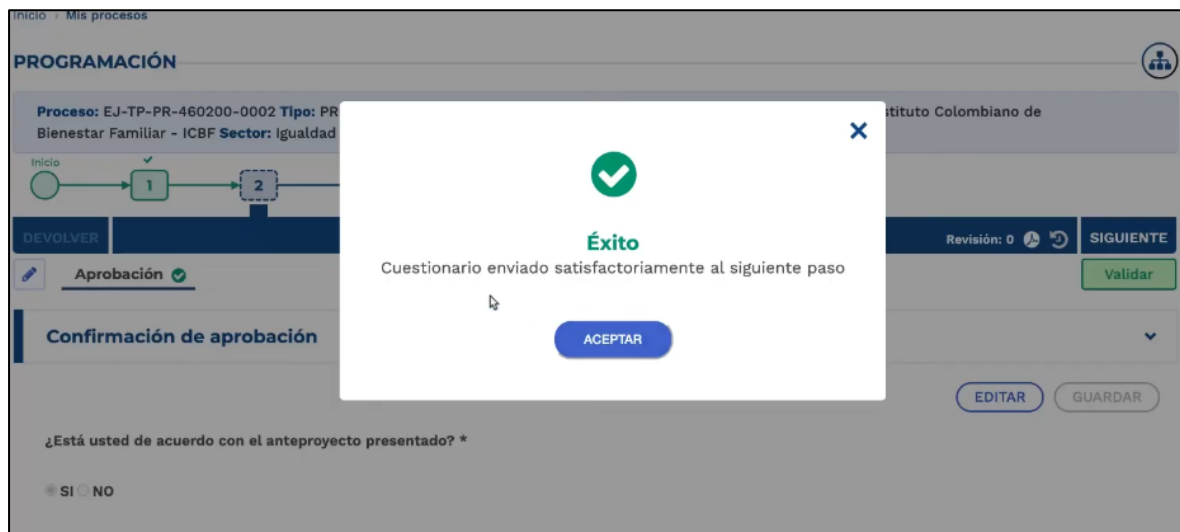 Inicio > Mis procesos
PROGRAMACIÓN
Proceso: EJ-TP-PR-460200-0002 Tipo: PR
stituto Colombiano de
Bienestar Familiar - ICBF Sector: Igualdad
Inicio
1
2
DEVOLVER
Revisión: 0
SIGUIENTE
Aprobación
Validar
Éxito
Cuestionario enviado satisfactoriamente al siguiente paso
ACEPTAR
Confirmación de aprobación
EDITAR
GUARDAR
¿Está usted de acuerdo con el anteproyecto presentado? *
SI NO